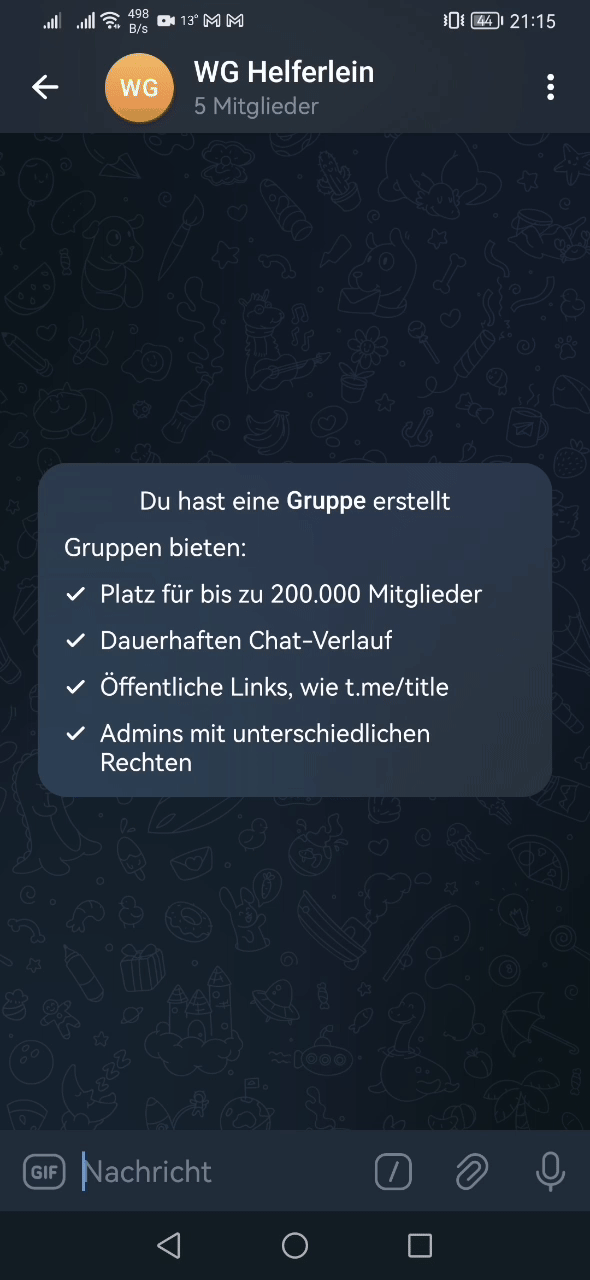 498
B/s
13°
44
21:15
WG
WG Helferlein
5 Mitglieder
Du hast eine Gruppe erstellt
Gruppen bieten:
Platz für bis zu 200.000 Mitglieder
Dauerhaften Chat-Verlauf
Öffentliche Links, wie t.me/title
Admins mit unterschiedlichen
Rechten
GIF
Nachricht